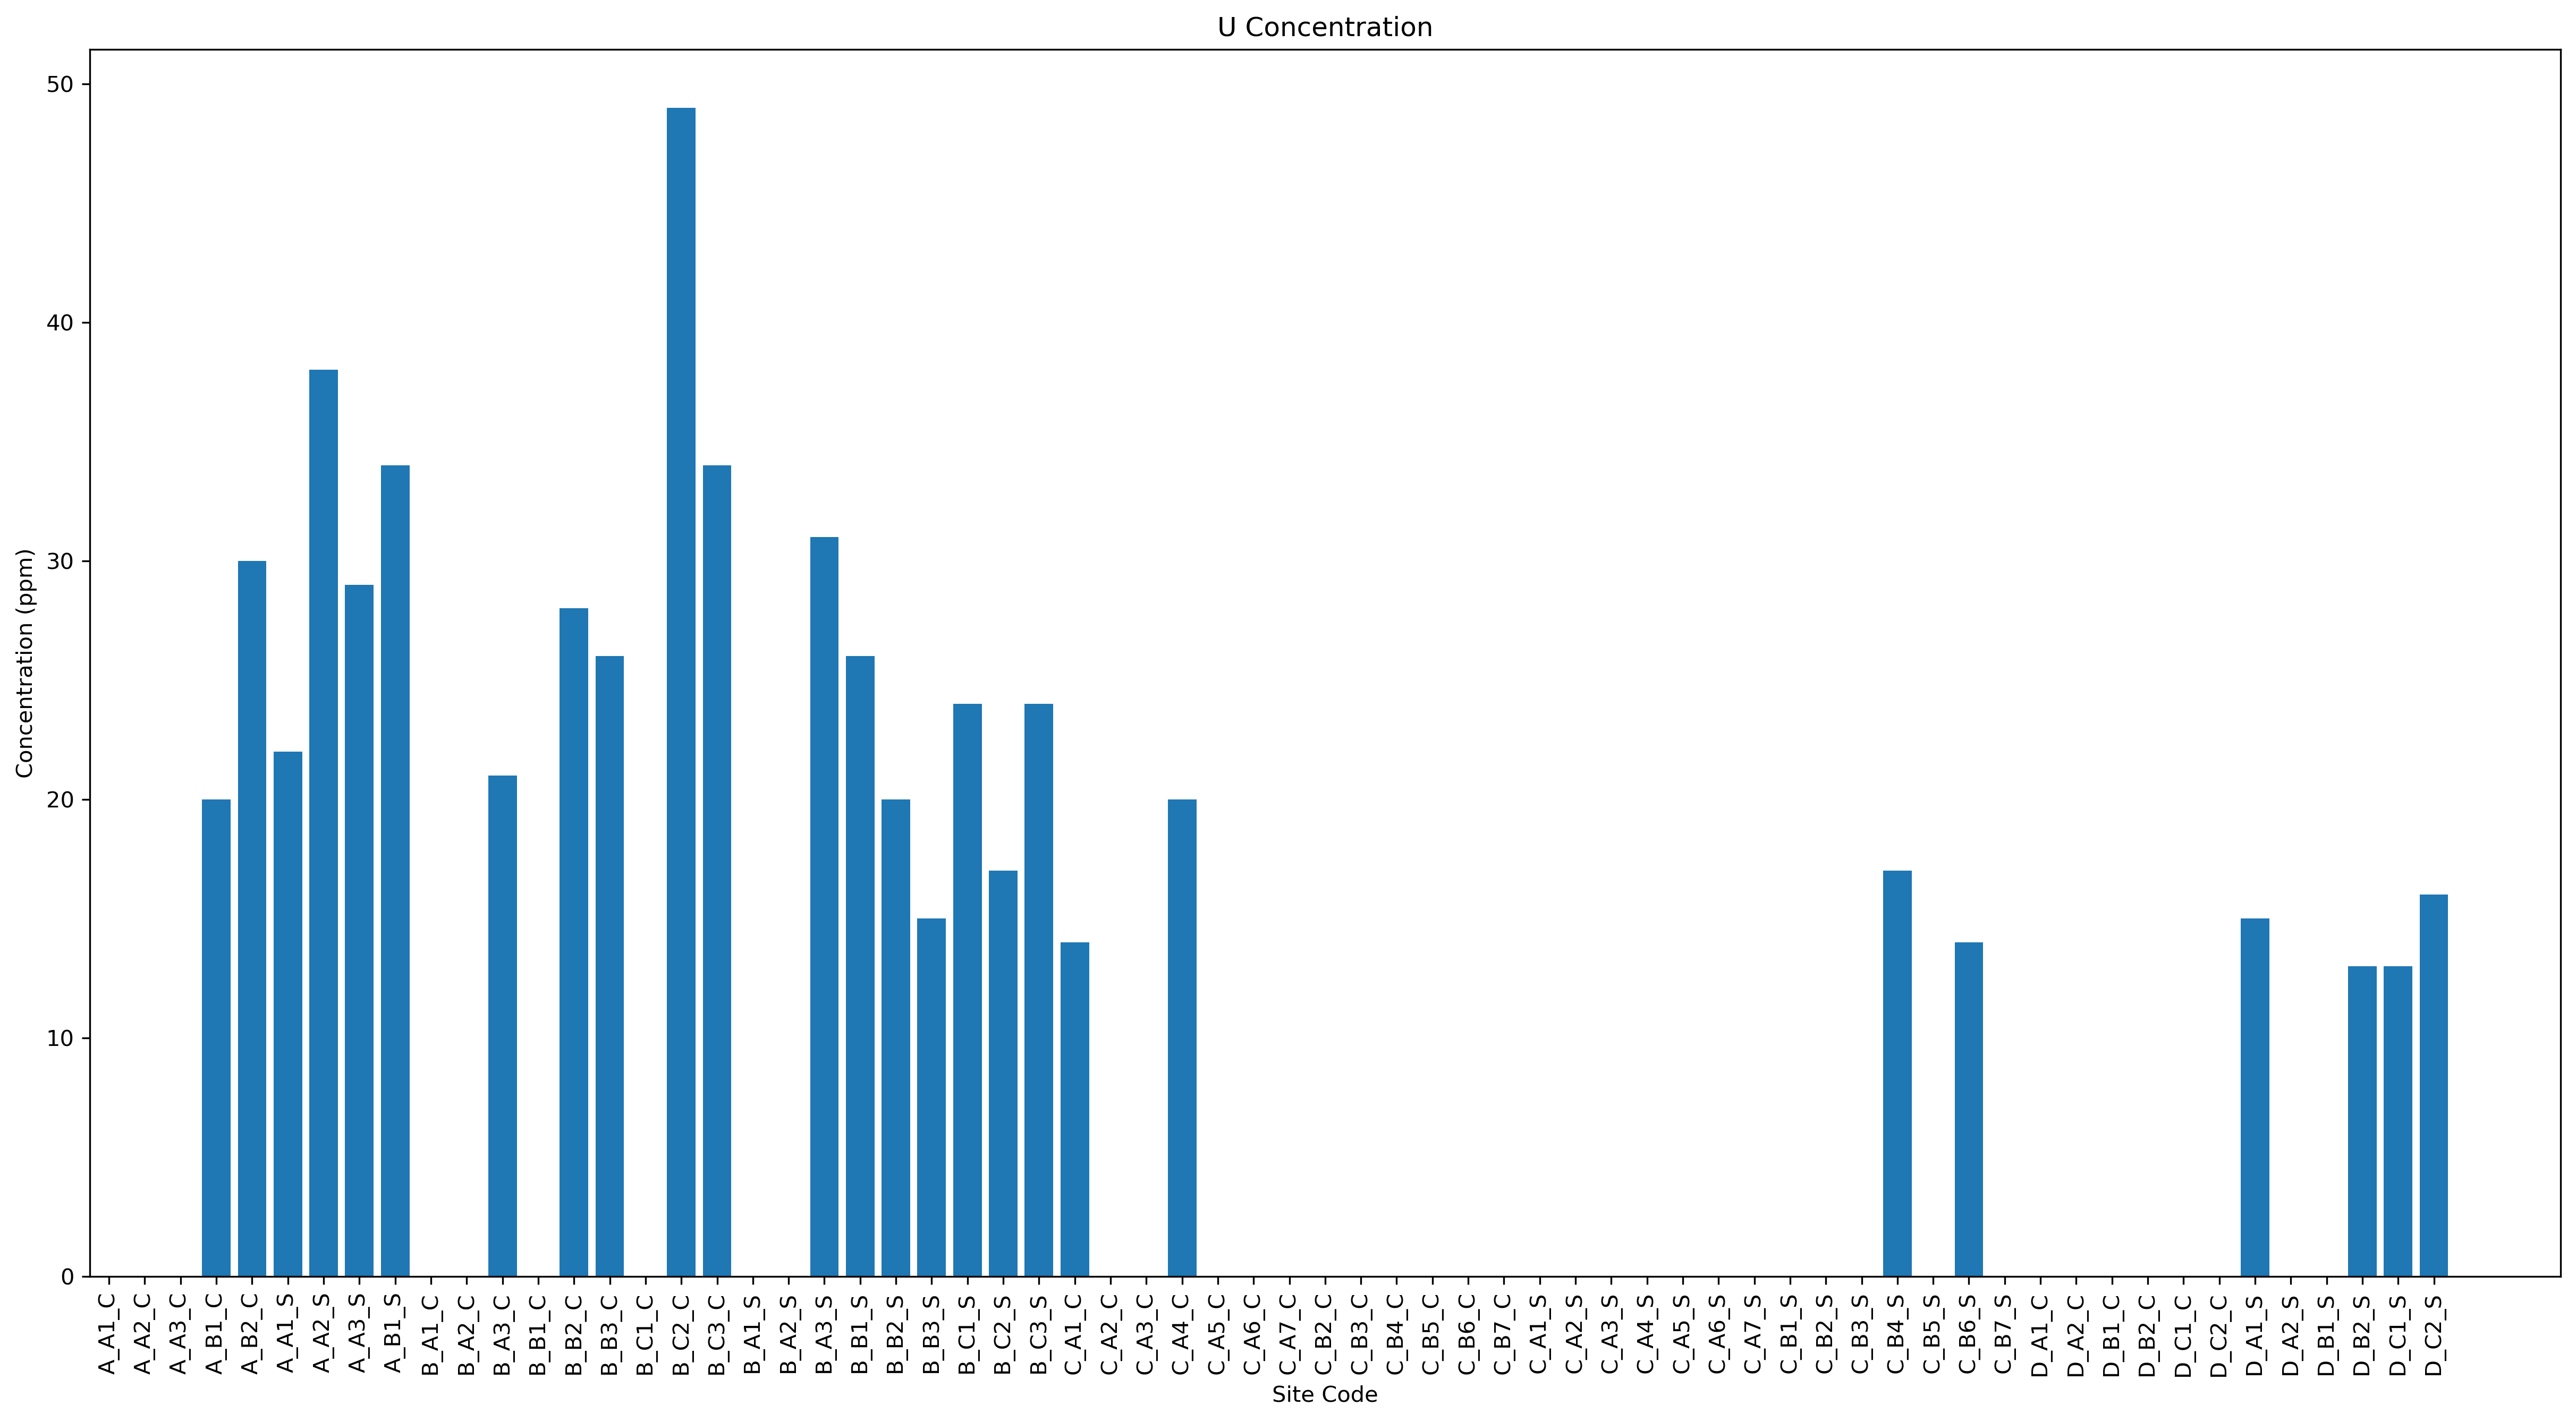 U Concentration
Concentration (ppm)
50
40
30
20
10
0
A_A1_C
A_A2_C
A_A3_C
A_B1_C
A_B2_C
A_A1_S
A_A2_S
A_A3_S
A_B1_S
B_A1_C
B_A2_C
B_A3_C
B_B1_C
B_B2_C
B_B3_C
B_C1_C
B_C2_C
B_C3_C
B_A1_S
B_A2_S
B_A3_S
B_B1_S
B_B2_S
B_B3_S
B_C1_S
B_C2_S
B_C3_S
C_A1_C
C_A2_C
C_A3_C
C_A4_C
C_A5_C
C_A6_C
C_A7_C
C_B2_C
C_B3_C
C_B4_C
C_B5_C
C_B6_C
C_B7_C
C_A1_S
C_A2_S
C_A3_S
C_A4_S
C_A5_S
C_A6_S
C_A7_S
C_B1_S
C_B2_S
C_B3_S
C_B4_S
C_B5_S
C_B6_S
C_B7_S
D_A1_C
D_A2_C
D_B1_C
D_B2_C
D_C1_C
D_C2_C
D_A1_S
D_A2_S
D_B1_S
D_B2_S
D_C1_S
D_C2_S
Site Code